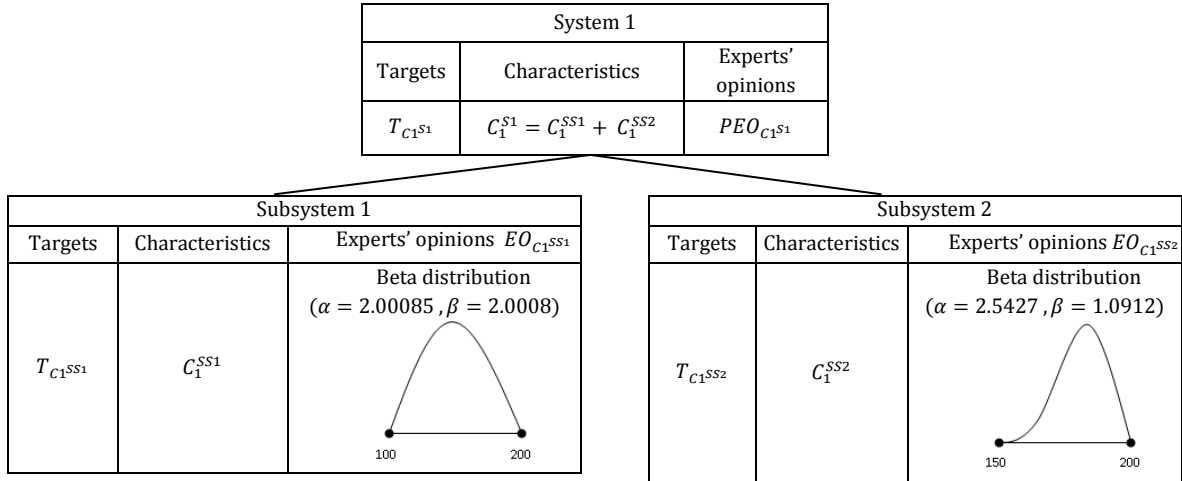 System 1
Targets
Characteristics
Experts' opinions
T_{C1^{S1}}
C_1^{S1} = C_1^{SS1} + C_1^{SS2}
PEO_{C1^{S1}}
Subsystem 1
Targets
Characteristics
Experts' opinions EO_{C1^{SS1}}
T_{C1^{SS1}}
C_1^{SS1}
Beta distribution
(α = 2.00085 , β = 2.0008)
100
200
Subsystem 2
Targets
Characteristics
Experts' opinions EO_{C1^{SS2}}
T_{C1^{SS2}}
C_1^{SS2}
Beta distribution
(α = 2.5427 , β = 1.0912)
150
200